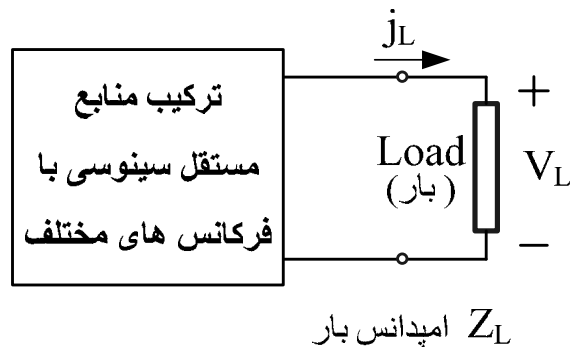 j_L
ترکیب منابع
مستقل سینوسی با
فرکانس های مختلف
Load
(بار)
+
V_L
−
امپدانس بار Z_L